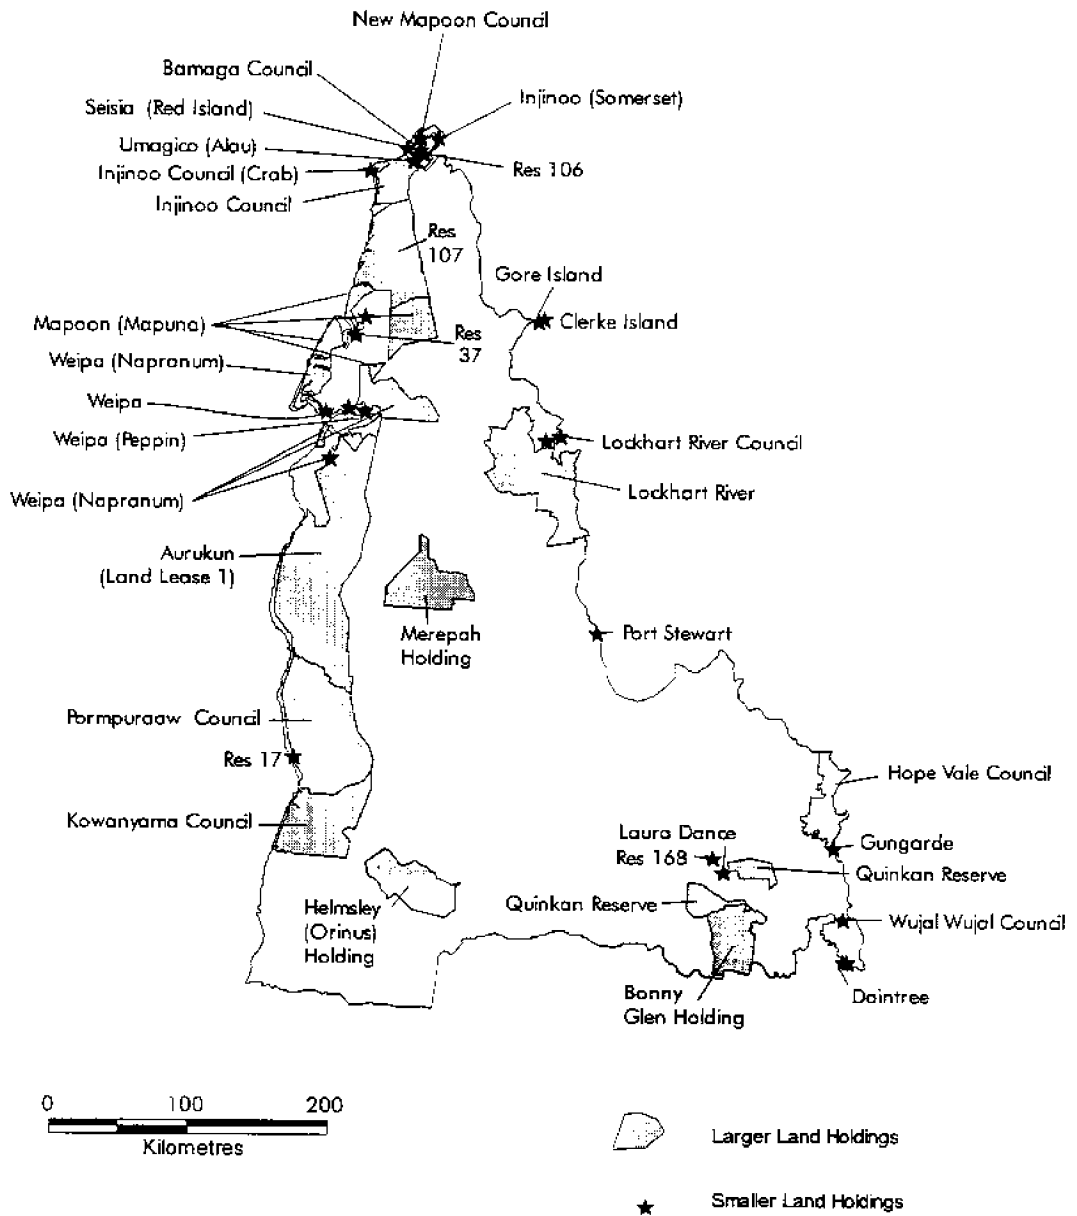 New Mapoon Council
Bamaga Council
Seisia (Red Island)
Injinoo (Somerset)
Umagico (Alau)
Injinoo Council (Crab)
Res 106
Injinoo Council
Res
107
Gore Island
Mapoon (Mapuna)
Clerke Island
Res
37
Weipa (Napranum)
Weipa
Weipa (Peppin)
Lockhart River Council
Weipa (Napranum)
Lockhart River
Aurukun
(Land Lease 1)
Merepah
Holding
Port Stewart
Pormpuraaw Council
Res 17
Hope Vale Council
Kowanyama Council
Laura Dance
Res 168
Gungarde
Quinkan Reserve
Helmsley
(Orinus)
Holding
Quinkan Reserve
Wujal Wujal Council
Bonny
Glen Holding
Daintree
0 100 200
Kilometres
Larger Land Holdings
Smaller Land Holdings